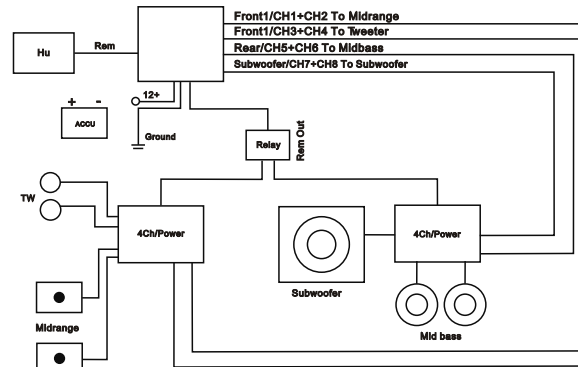 Front1/CH1+CH2 To Midrange
Front1/CH3+CH4 To Tweeter
Rear/CH5+CH6 To Midbass
Subwoofer/CH7+CH8 To Subwoofer
Hu
Rem
+ -
ACCU
12+
Ground
Relay
Rem Out
TW
4Ch/Power
4Ch/Power
Subwoofer
Midrange
Mid bass